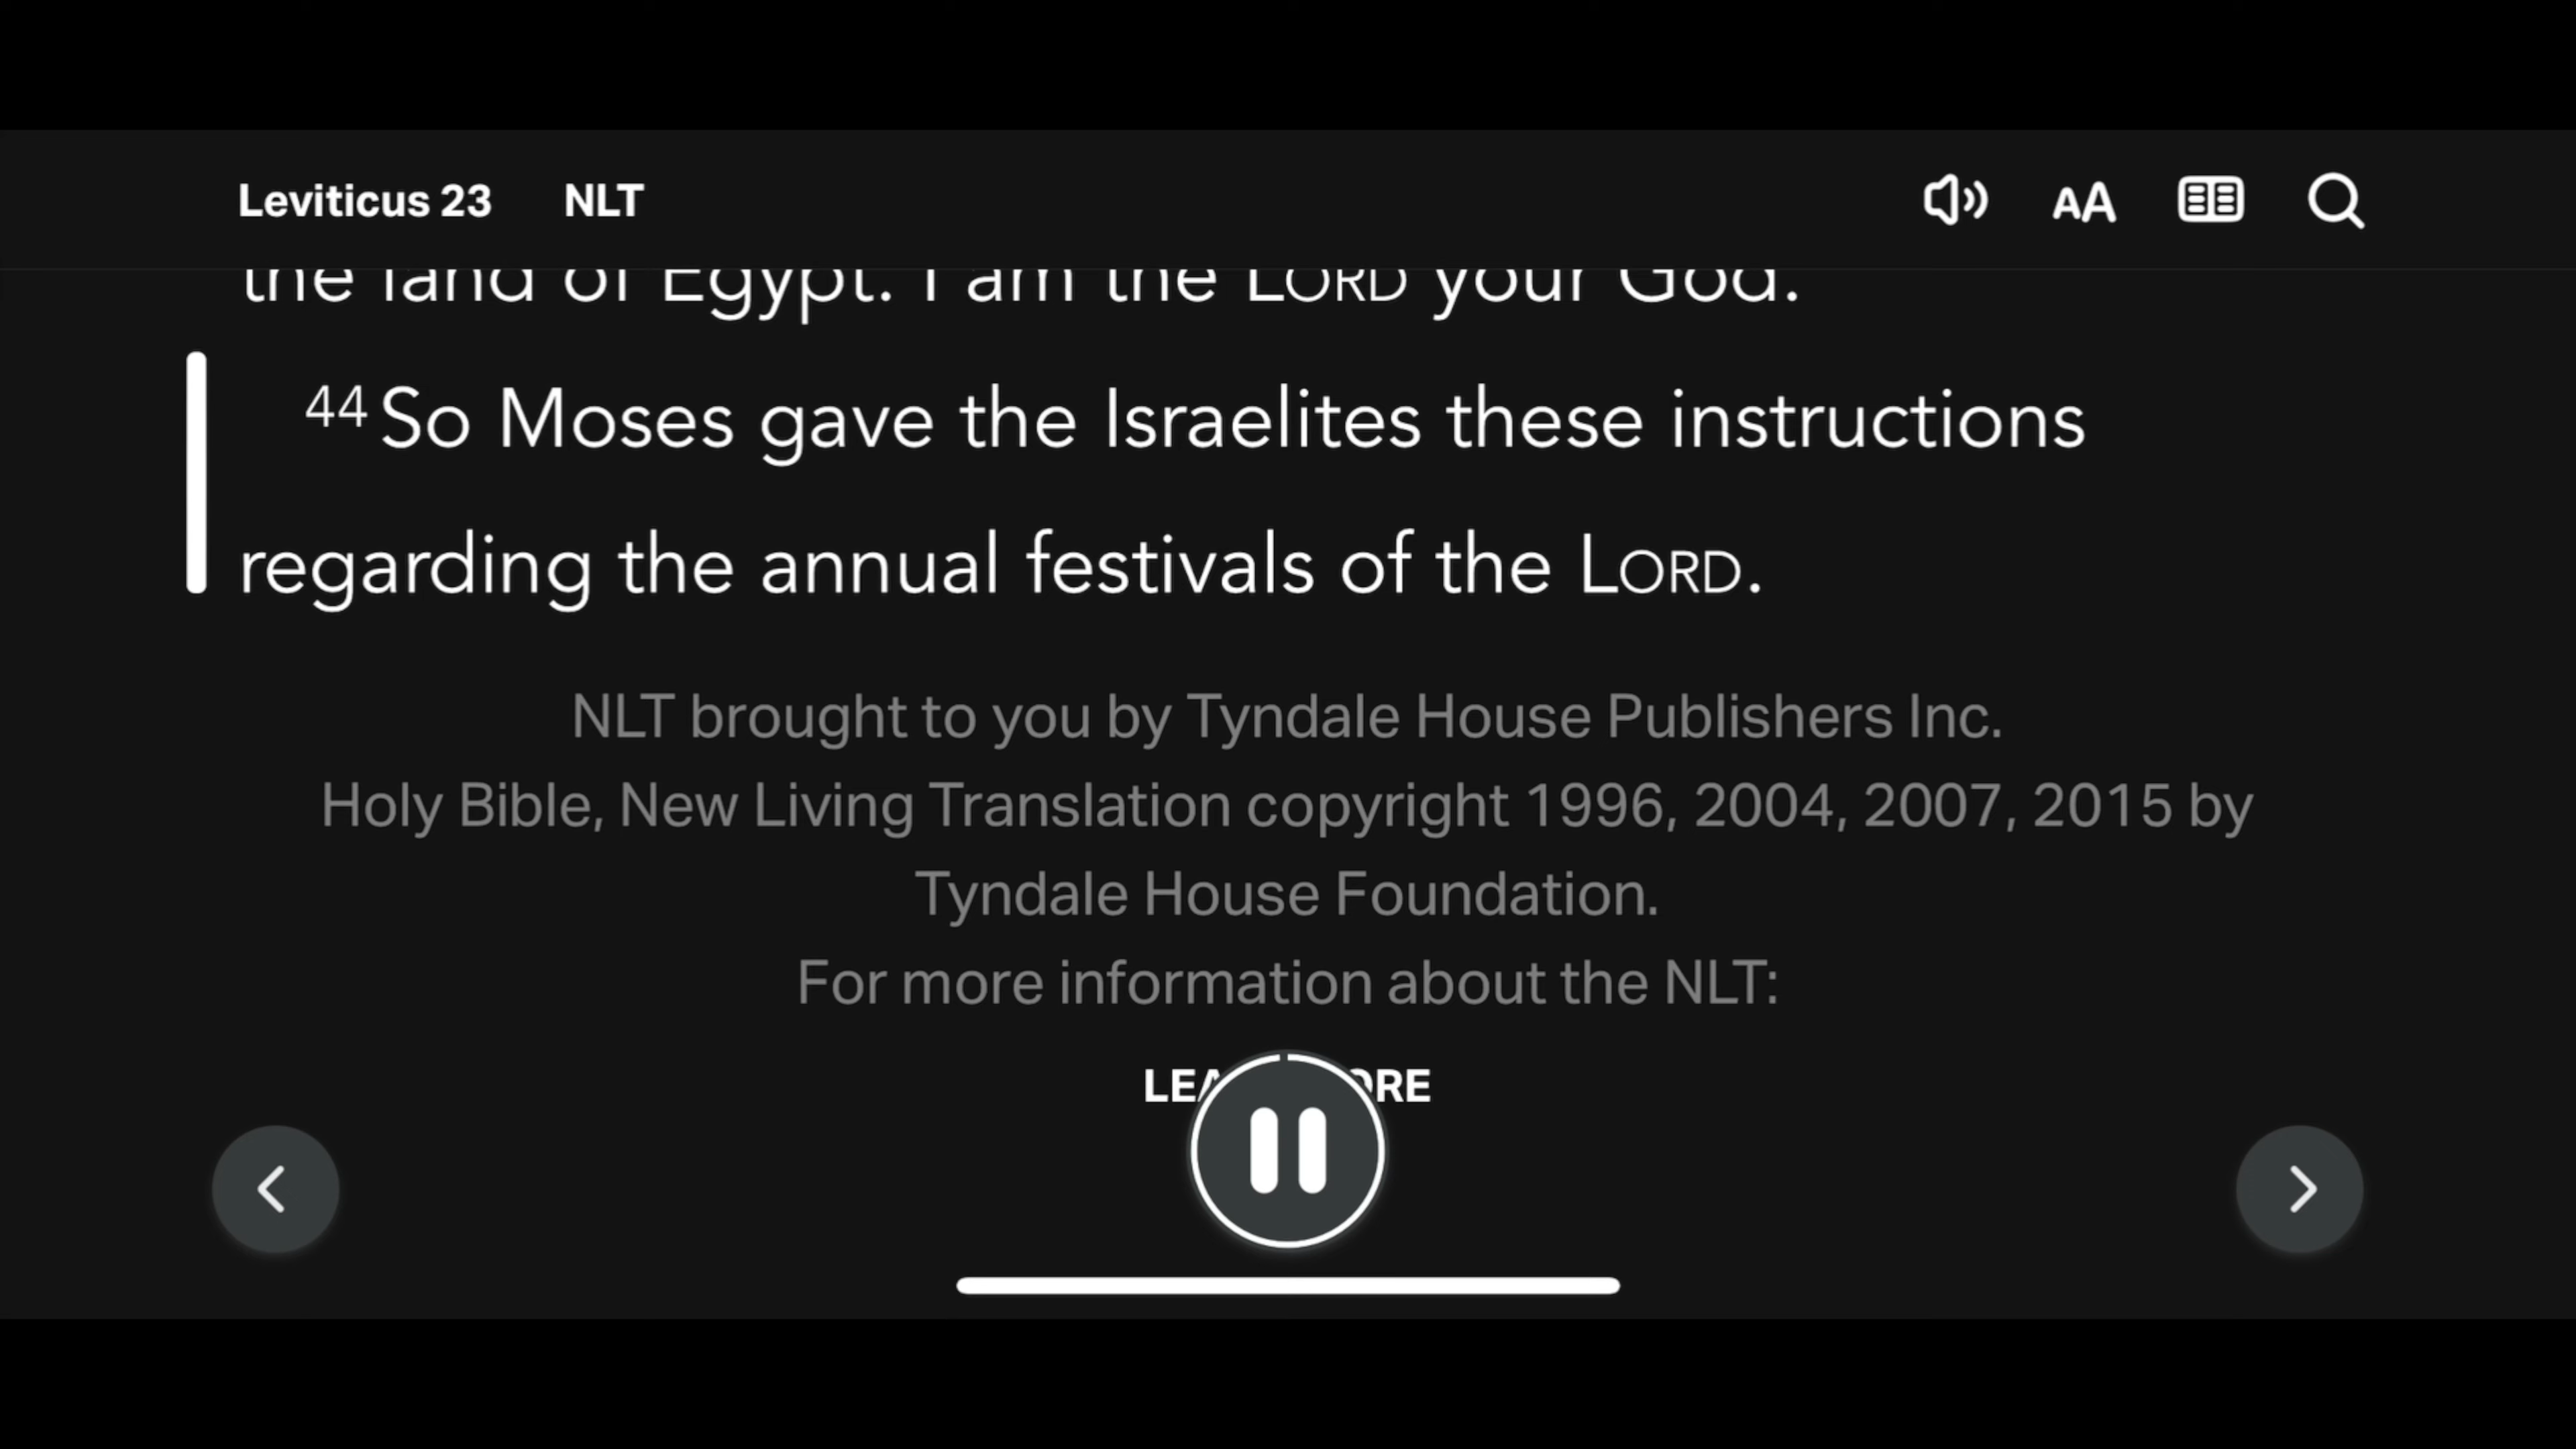 Leviticus 23 NLT AA
the land of Egypt. I am the LORD your God.
44 So Moses gave the Israelites these instructions
regarding the annual festivals of the LORD.
NLT brought to you by Tyndale House Publishers Inc.
Holy Bible, New Living Translation copyright 1996, 2004, 2007, 2015 by
Tyndale House Foundation.
For more information about the NLT: